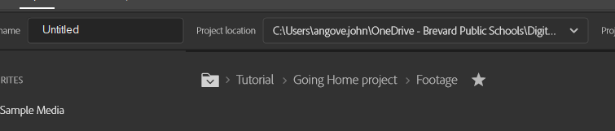 name Untitled Project location C:\Users\angove.john\OneDrive - Brevard Public Schools\Digit... Proj
RITES Tutorial Going Home project Footage
Sample Media